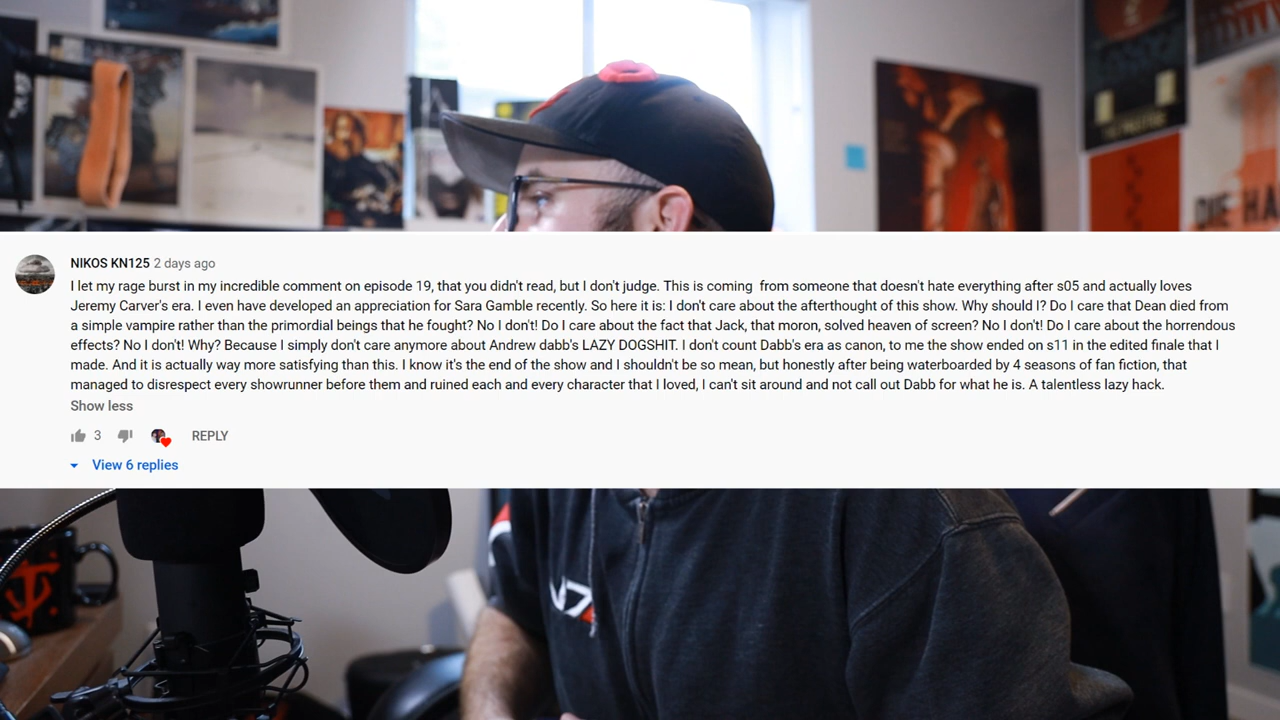 DIE HA
NIKOS KN125 2 days ago
I let my rage burst in my incredible comment on episode 19, that you didn't read, but I don't judge. This is coming  from someone that doesn't hate everything after s05 and actually loves
Jeremy Carver's era. I even have developed an appreciation for Sara Gamble recently. So here it is: I don't care about the afterthought of this show. Why should I? Do I care that Dean died from
a simple vampire rather than the primordial beings that he fought? No I don't! Do I care about the fact that Jack, that moron, solved heaven of screen? No I don't! Do I care about the horrendous
effects? No I don't! Why? Because I simply don't care anymore about Andrew dabb's LAZY DOGSHIT. I don't count Dabb's era as canon, to me the show ended on s11 in the edited finale that I
made. And it is actually way more satisfying than this. I know it's the end of the show and I shouldn't be so mean, but honestly after being waterboarded by 4 seasons of fan fiction, that
managed to disrespect every showrunner before them and ruined each and every character that I loved, I can't sit around and not call out Dabb for what he is. A talentless lazy hack.
Show less
3
REPLY
View 6 replies
N7